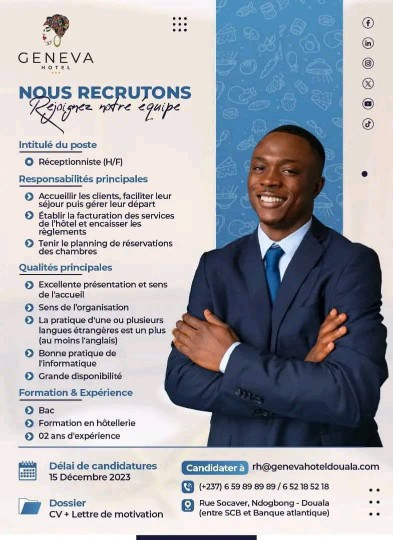 GENEVA
HOTEL
NOUS RECRUTONS
Rejoignez notre équipe
Intitulé du poste
Réceptionniste (H/F)
Responsabilités principales
Accueillir les clients, faciliter leur
séjour puis gérer leur départ
Établir la facturation des services
de l'hôtel et encaisser les
règlements
Tenir le planning de réservations
des chambres
Qualités principales
Excellente présentation et sens
de l'accueil
Sens de l'organisation
La pratique d'une ou plusieurs
langues étrangères est un plus
(au moins l'anglais)
Bonne pratique de
l'informatique
Grande disponibilité
Formation & Expérience
Bac
Formation en hôtellerie
02 ans d'expérience
Délai de candidatures
15 Décembre 2023
Dossier
CV + Lettre de motivation
Candidater à rh@genevahoteldouala.com
(+237) 6 59 89 89 89 / 6 52 18 52 18
Rue Socaver, Ndogbong - Douala
(entre SCB et Banque atlantique)